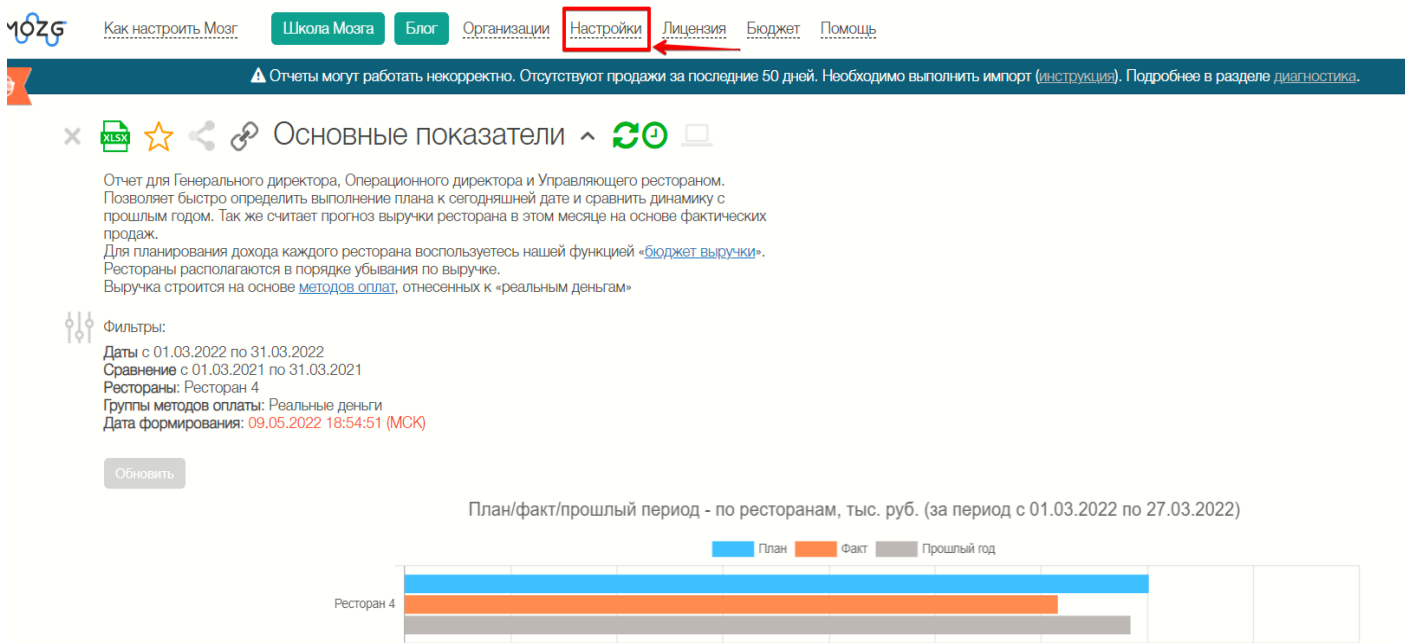 MOZG Как настроить Мозг Школа Мозга Блог Организации Настройки Лицензия Бюджет Помощь
Отчеты могут работать некорректно. Отсутствуют продажи за последние 50 дней. Необходимо выполнить импорт (инструкция). Подробнее в разделе диагностика.
XLSX Основные показатели
Отчет для Генерального директора, Операционного директора и Управляющего рестораном.
Позволяет быстро определить выполнение плана к сегодняшней дате и сравнить динамику с
прошлым годом. Так же считает прогноз выручки ресторана в этом месяце на основе фактических
продаж.
Для планирования дохода каждого ресторана воспользуетесь нашей функцией «бюджет выручки».
Рестораны располагаются в порядке убывания по выручке.
Выручка строится на основе методов оплат, отнесенных к «реальным деньгам»
Фильтры:
Даты с 01.03.2022 по 31.03.2022
Сравнение с 01.03.2021 по 31.03.2021
Рестораны: Ресторан 4
Группы методов оплаты: Реальные деньги
Дата формирования: 09.05.2022 18:54:51 (МСК)
Обновить
План/факт/прошлый период - по ресторанам, тыс. руб. (за период с 01.03.2022 по 27.03.2022)
План Факт Прошлый год
Ресторан 4